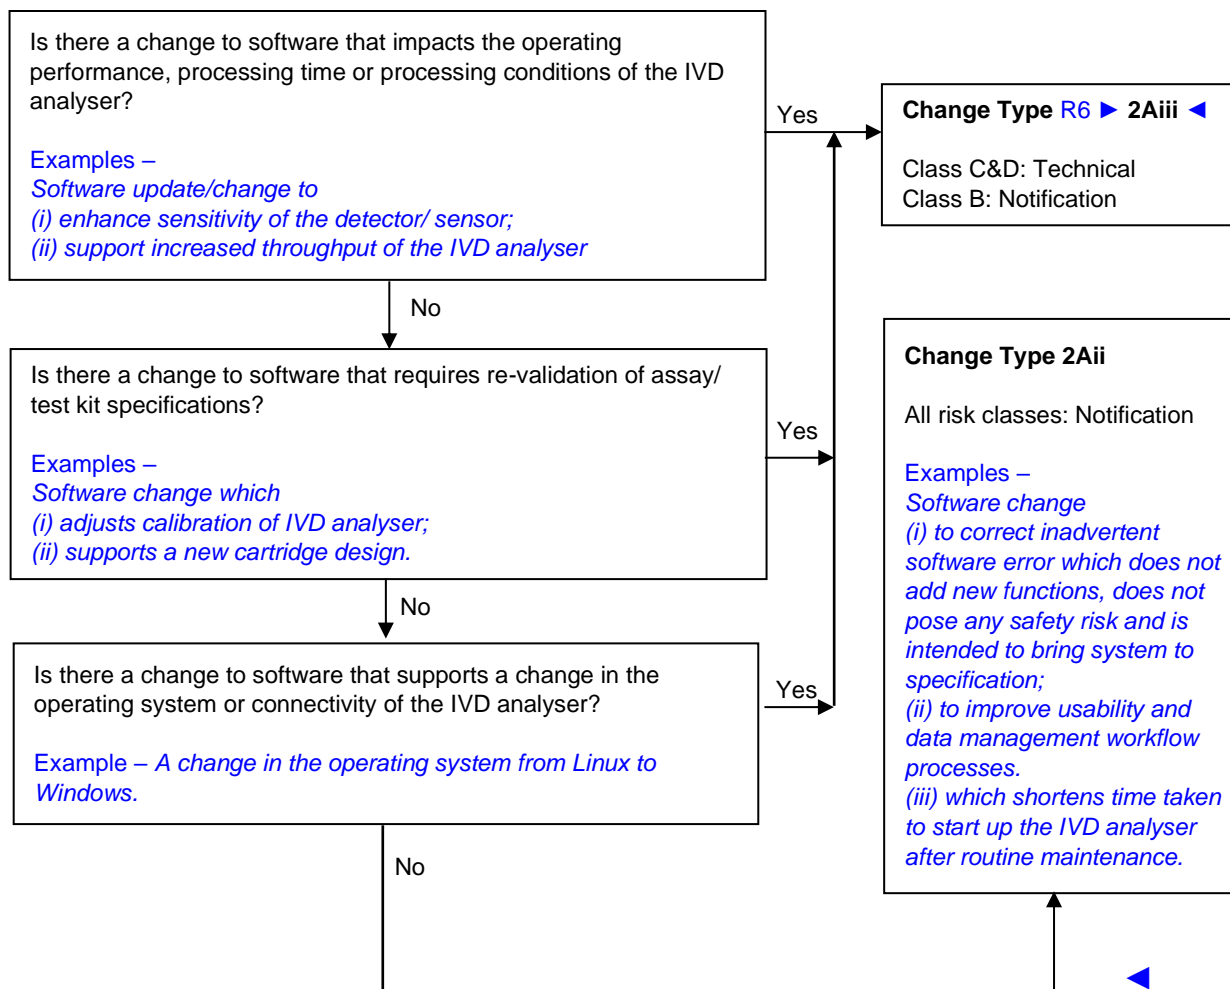 Is there a change to software that impacts the operating
performance, processing time or processing conditions of the IVD
analyser?
Examples –
Software update/change to
(i) enhance sensitivity of the detector/ sensor;
(ii) support increased throughput of the IVD analyser
Yes
Change Type R6 ► 2Aiii ◄
Class C&D: Technical
Class B: Notification
No
Is there a change to software that requires re-validation of assay/
test kit specifications?
Examples –
Software change which
(i) adjusts calibration of IVD analyser;
(ii) supports a new cartridge design.
Yes
No
Is there a change to software that supports a change in the
operating system or connectivity of the IVD analyser?
Example – A change in the operating system from Linux to
Windows.
Yes
No
Change Type 2Aii
All risk classes: Notification
Examples –
Software change
(i) to correct inadvertent
software error which does not
add new functions, does not
pose any safety risk and is
intended to bring system to
specification;
(ii) to improve usability and
data management workflow
processes.
(iii) which shortens time taken
to start up the IVD analyser
after routine maintenance.
◄